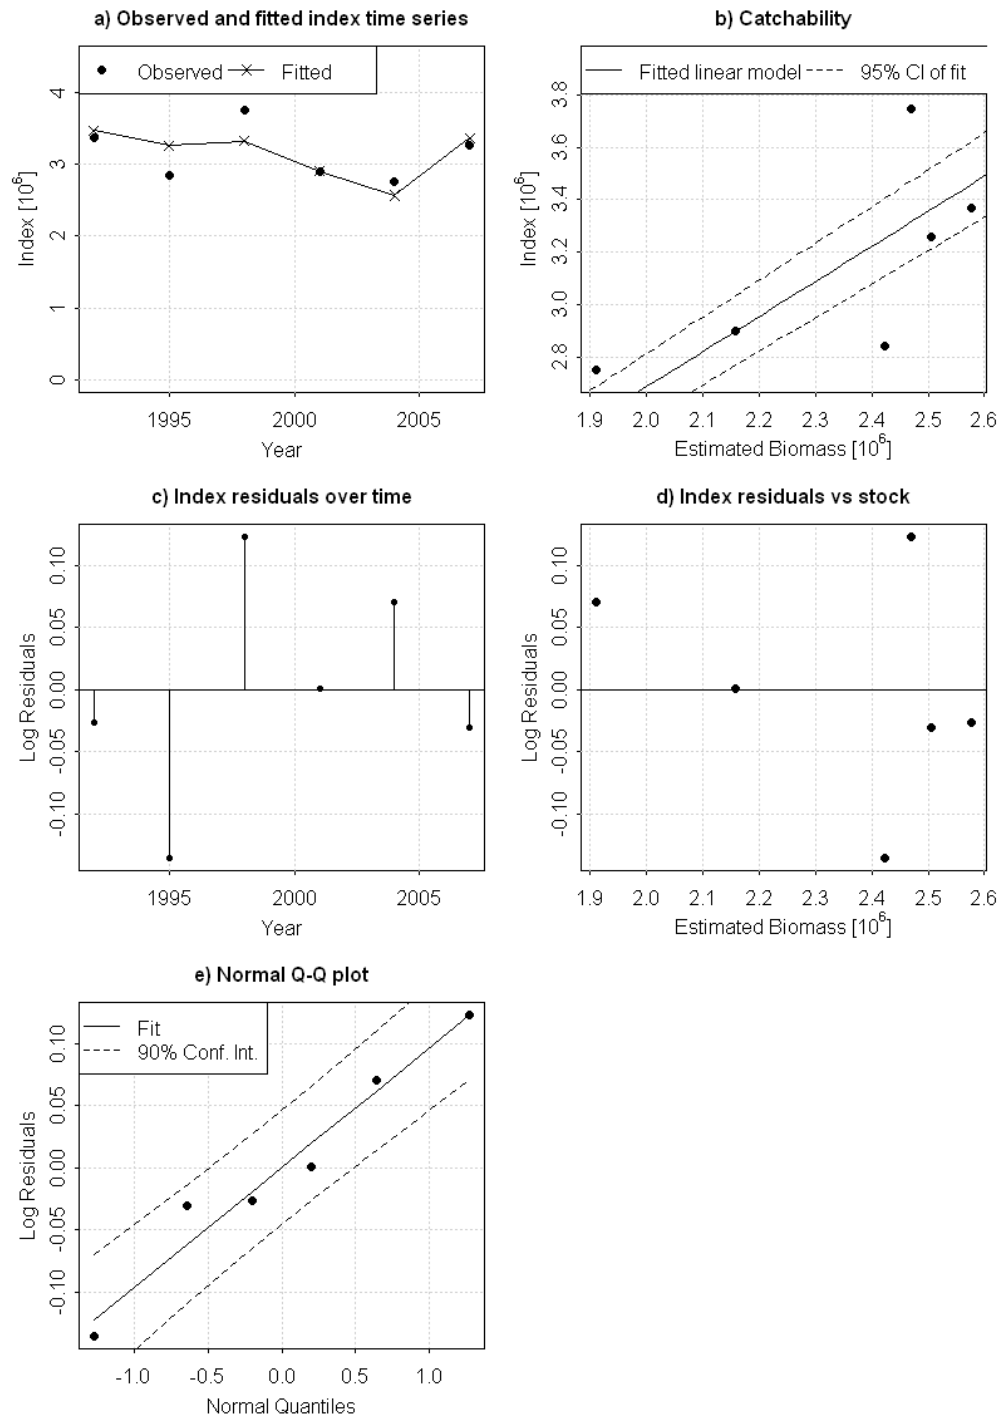 a) Observed and fitted index time series
Observed Fitted
Index [10^6]
4
3
2
1
0
1995 2000 2005
Year
b) Catchability
Fitted linear model 95% CI of fit
Index [10^6]
3.8
3.6
3.4
3.2
3.0
2.8
1.9 2.0 2.1 2.2 2.3 2.4 2.5 2.6
Estimated Biomass [10^6]
c) Index residuals over time
Log Residuals
0.10
0.05
0.00
-0.05
-0.10
1995 2000 2005
Year
d) Index residuals vs stock
Log Residuals
0.10
0.05
0.00
-0.05
-0.10
1.9 2.0 2.1 2.2 2.3 2.4 2.5 2.6
Estimated Biomass [10^6]
e) Normal Q-Q plot
Fit
90% Conf. Int.
Log Residuals
0.10
0.05
0.00
-0.05
-0.10
-1.0 -0.5 0.0 0.5 1.0
Normal Quantiles